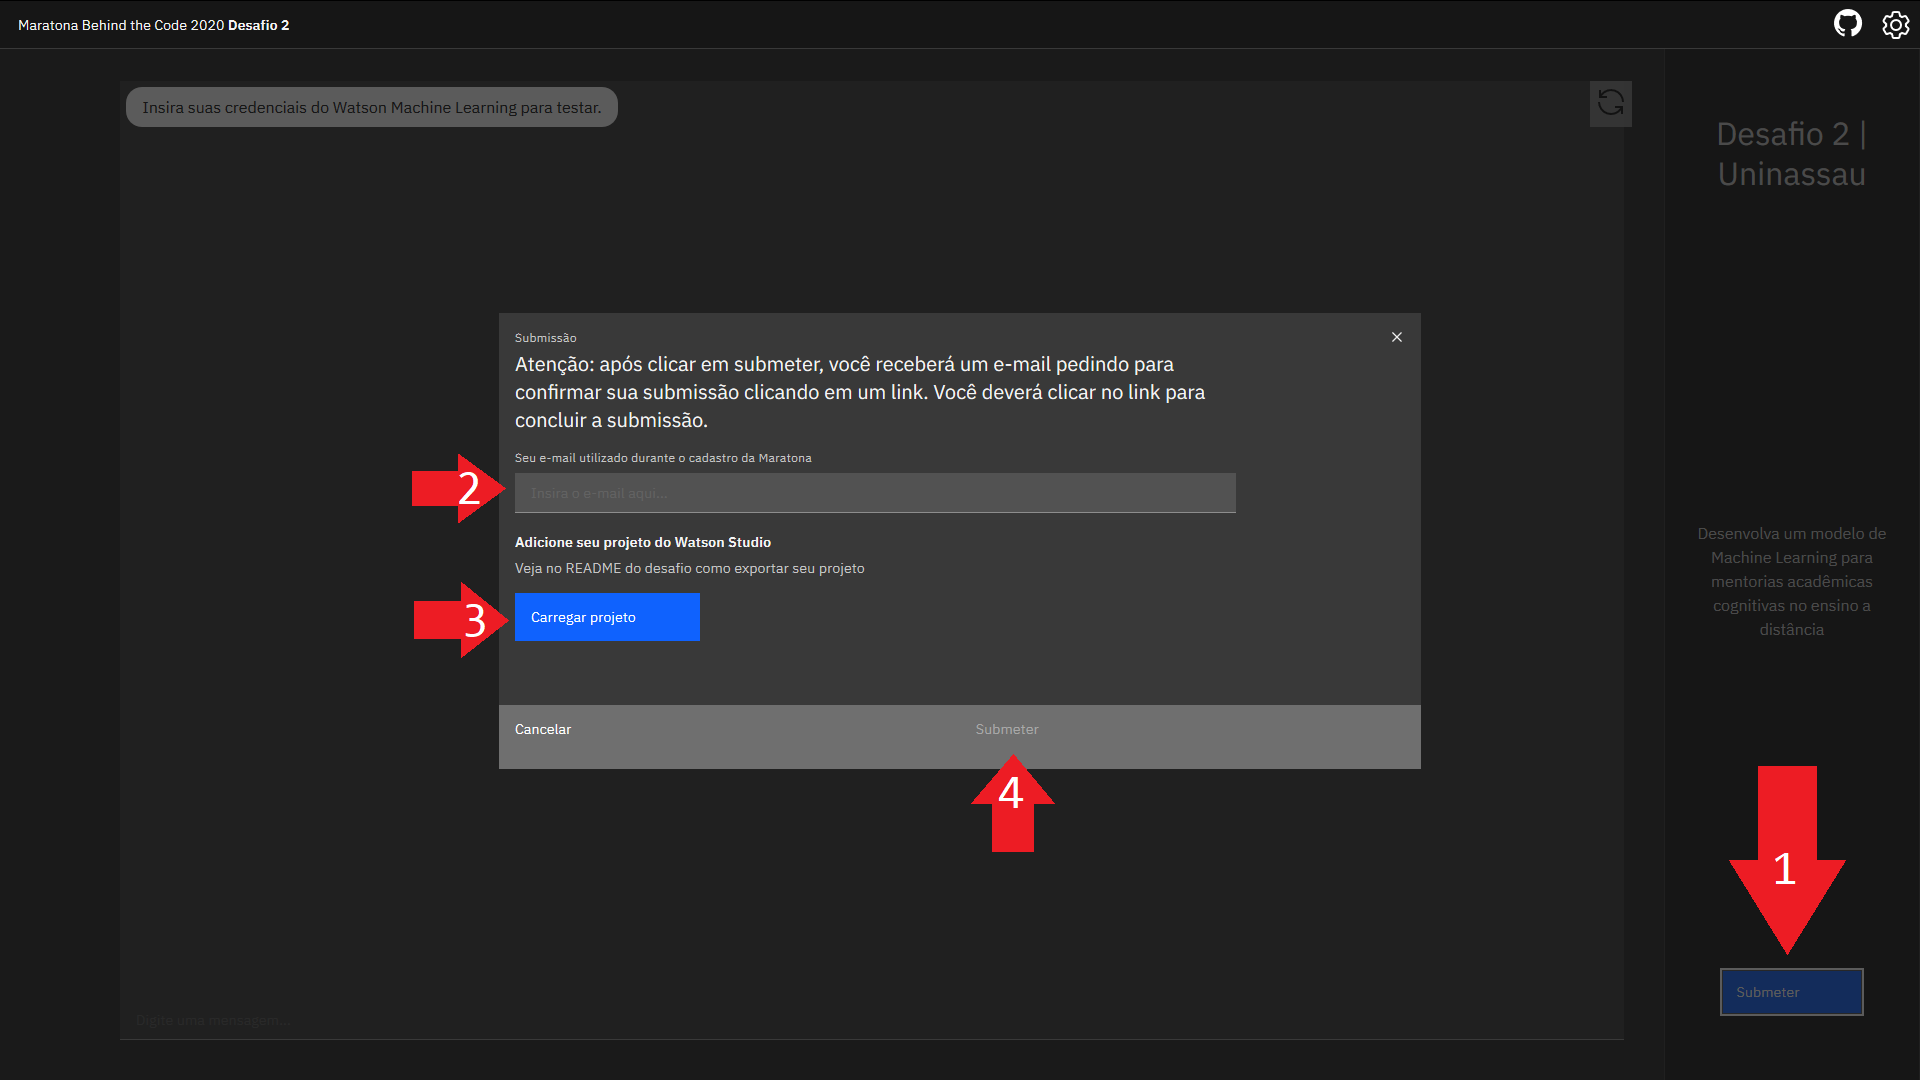 Maratona Behind the Code 2020 Desafio 2
Insira suas credenciais do Watson Machine Learning para testar.
Desafio 2 |
Uninassau
Submissão
Atenção: após clicar em submeter, você receberá um e-mail pedindo para
confirmar sua submissão clicando em um link. Você deverá clicar no link para
concluir a submissão.
Seu e-mail utilizado durante o cadastro da Maratona
2
Insira o e-mail aqui...
Adicione seu projeto do Watson Studio
Veja no README do desafio como exportar seu projeto
3
Carregar projeto
Desenvolva um modelo de
Machine Learning para
mentorias acadêmicas
cognitivas no ensino a
distância
Cancelar
Submeter
4
1
Submeter
Digite uma mensagem...